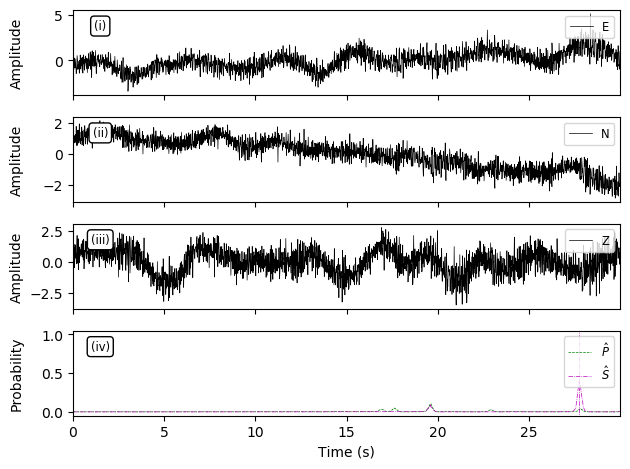 5
0
Amplitude
(i)
E
2
0
−2
Amplitude
(ii)
N
2.5
0.0
−2.5
Amplitude
(iii)
Z
1.0
0.5
0.0
Probability
(iv)
P̂
Ŝ
0 5 10 15 20 25
Time (s)